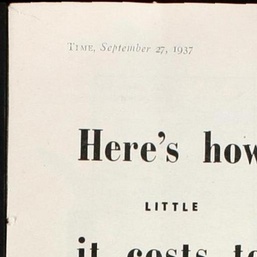 TIME, September 27, 1937
Here's how
LITTLE
it costs to